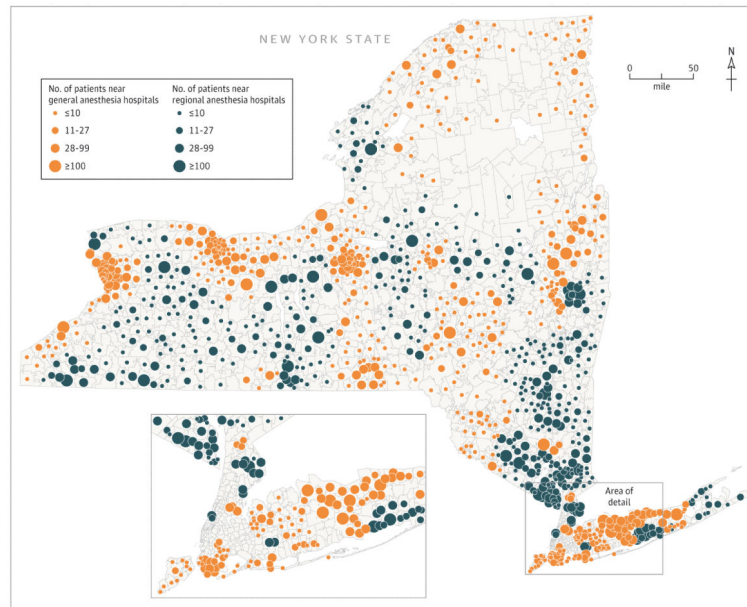 NEW YORK STATE
N
0 50
mile
No. of patients near
general anesthesia hospitals
≤10
11-27
28-99
≥100
No. of patients near
regional anesthesia hospitals
≤10
11-27
28-99
≥100
Area of
detail